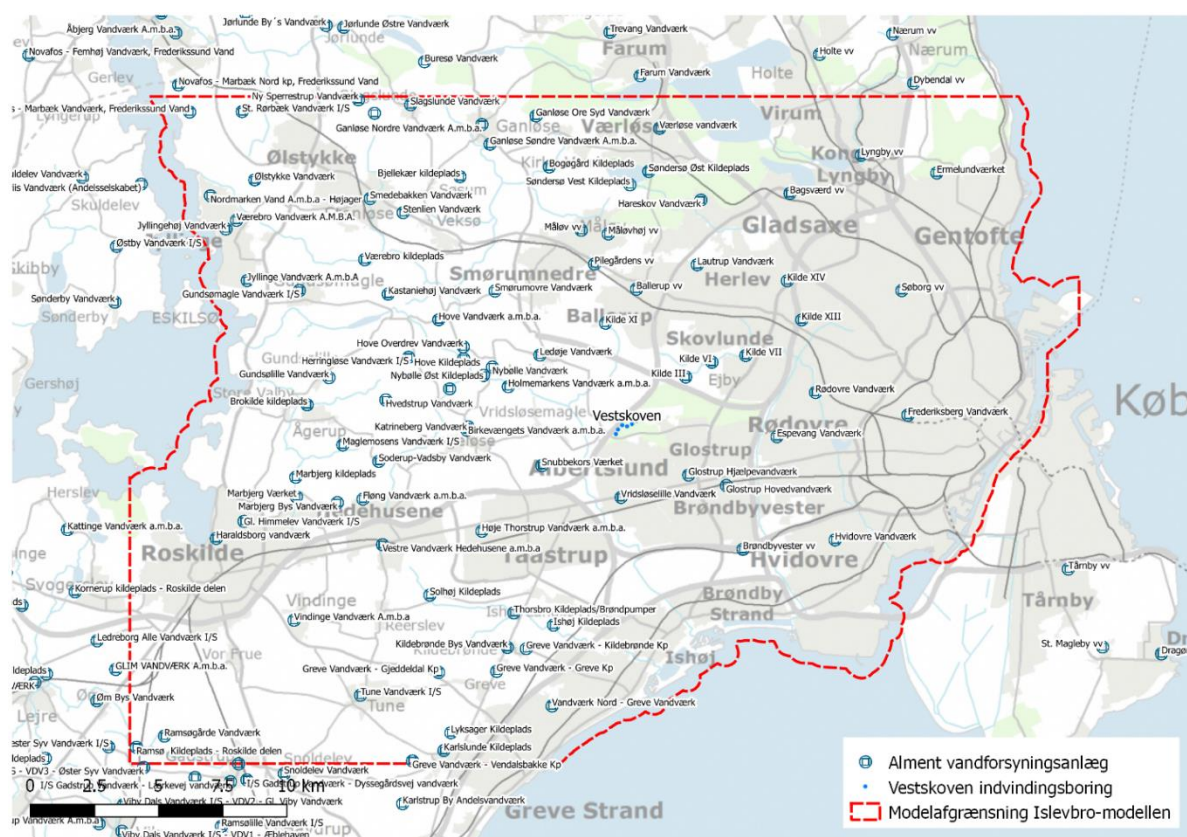 Åbjerg Vandværk A.m.b.a.
Jørlunde By´s Vandværk
Jørlunde Østre Vandværk
Jørlunde
Trevang Vandværk
Nærum vv
Novafos - Femhøj Vandværk, Frederikssund Vand
Buresø Vandværk
Farum
Holte vv
Nærum
Gerlev
Farum Vandværk
Holte
Dybendal vv
Novafos - Marbæk Nord kp, Frederikssund Vand
Ny Sperrestrup Vandværk
Slagslunde Vandværk
s - Marbæk Vandværk, Frederikssund Vand
St. Rørbæk Vandværk I/S
Ganløse Ore Syd Vandværk
Virum
Lyngerup
Ganløse Nordre Vandværk A.m.b.a.
Ganløse
Værløse
Værløse vandværk
Ganløse Søndre Vandværk A.m.b.a.
Ølstykke
Lyngby vv
Kongens
Lyngby
Bogøgård Kildeplads
Søndersø Øst Kildeplads
Ermelundværket
Ølstykke Vandværk
Bjellekær kildeplads
Søsum
Søndersø Vest Kildeplads
Bagsværd vv
Skuldelev
Nordmarken Vand A.m.b.a - Højager
Smedebakken Vandværk
Hareskov Vandværk
Stenlien Vandværk
Veksø
Gladsaxe
Jyllingehøj Vandværk
Værebro Vandværk A.M.B.A.
Måløv vv
Måløvhøj vv
Gentofte
Østby Vandværk I/S
Skibby
Værebro kildeplads
Pilegårdens vv
Lautrup Vandværk
Smørumnedre
Herlev
Kilde XIV
Jyllinge Vandværk A.m.b.A
Gundsømagle Vandværk I/S
Kastaniehøj Vandværk
Smørumovre Vandværk
Ballerup vv
Søborg vv
Sønderby Vandværk
Sønderby
ESKILSØ
Hove Vandværk a.m.b.a.
Ballerup
Kilde XI
Kilde XIII
Skovlunde
Hove Overdrev Vandværk
Herringløse Vandværk I/S
Hove Kildeplads
Ledøje Vandværk
Kilde VI
Kilde VII
Gershøj
Gundsølille Vandværk
Nybølle Vandværk
Nybølle Øst Kildeplads
Kilde III
Ejby
Store Valby
Holmemarkens Vandværk a.m.b.a.
Rødovre Vandværk
Brokilde kildeplads
Hvedstrup Vandværk
Vridsløsemagle
Vestskoven
Frederiksberg Vandværk
Køb
Ågerup
Katrineberg Vandværk
Birkevængets Vandværk a.m.b.a.
Rødovre
Espevang Vandværk
Maglemosens Vandværk I/S
Glostrup
Soderup-Vadsby Vandværk
Snubbekors Værket
Albertslund
Marbjerg kildeplads
Glostrup Hjælpevandværk
Herslev
Glostrup Hovedvandværk
Marbjerg Værket
Marbjerg Bys Vandværk
Fløng Vandværk a.m.b.a.
Vridsløselille Vandværk
Hedehusene
Brøndbyvester
Kattinge Vandværk a.m.b.a.
Gl. Himmelev Vandværk I/S
Haraldsborg vandværk
Høje Thorstrup Vandværk a.m.b.a.
Hvidovre Vandværk
Roskilde
Vestre Vandværk Hedehusene a.m.b.a
Taastrup
Brøndbyvester vv
Hvidovre
Tårnby vv
Kornerup kildeplads - Roskilde delen
Solhøj Kildeplads
Brøndby
Strand
Tårnby
Vindinge
Vindinge Vandværk A.m.b.a
Reerslev
Thorsbro Kildeplads/Brøndpumper
Ishøj Kildeplads
Ledreborg Alle Vandværk I/S
Vor Frue
Kildebrønde Bys Vandværk
Greve Vandværk - Kildebrønde Kp
Ishøj
St. Magleby vv
GLIM VANDVÆRK A.m.b.a.
Greve Vandværk - Gjeddeldal Kp
Greve Vandværk - Greve Kp
Greve
Øm Bys Vandværk
Tune Vandværk I/S
Tune
Vandværk Nord - Greve Vandværk
Lejre
Ramsøgårde Vandværk
Lyksager Kildeplads
Karlslunde Kildeplads
Ramsø Kildeplads - Roskilde delen
Snoldelev
Greve Vandværk - Vendalsbakke Kp
Snoldelev Vandværk
0 2.5 5 7.5 10 km
Karlstrup By Andelsvandværk
Greve Strand
Alment vandforsyningsanlæg
Vestskoven indvindingsboring
Modelafgrænsning Islevbro-modellen